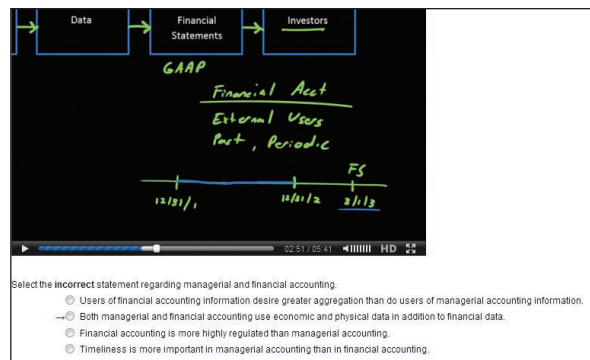 Data
Financial
Statements
Investors
GAAP
Financial Acct
External Users
Past, Periodic
FS
12/31/1
12/31/2
3/1/3
02:51 / 05:41
HD
Select the incorrect statement regarding managerial and financial accounting.
Users of financial accounting information desire greater aggregation than do users of managerial accounting information.
Both managerial and financial accounting use economic and physical data in addition to financial data.
Financial accounting is more highly regulated than managerial accounting.
Timeliness is more important in managerial accounting than in financial accounting.